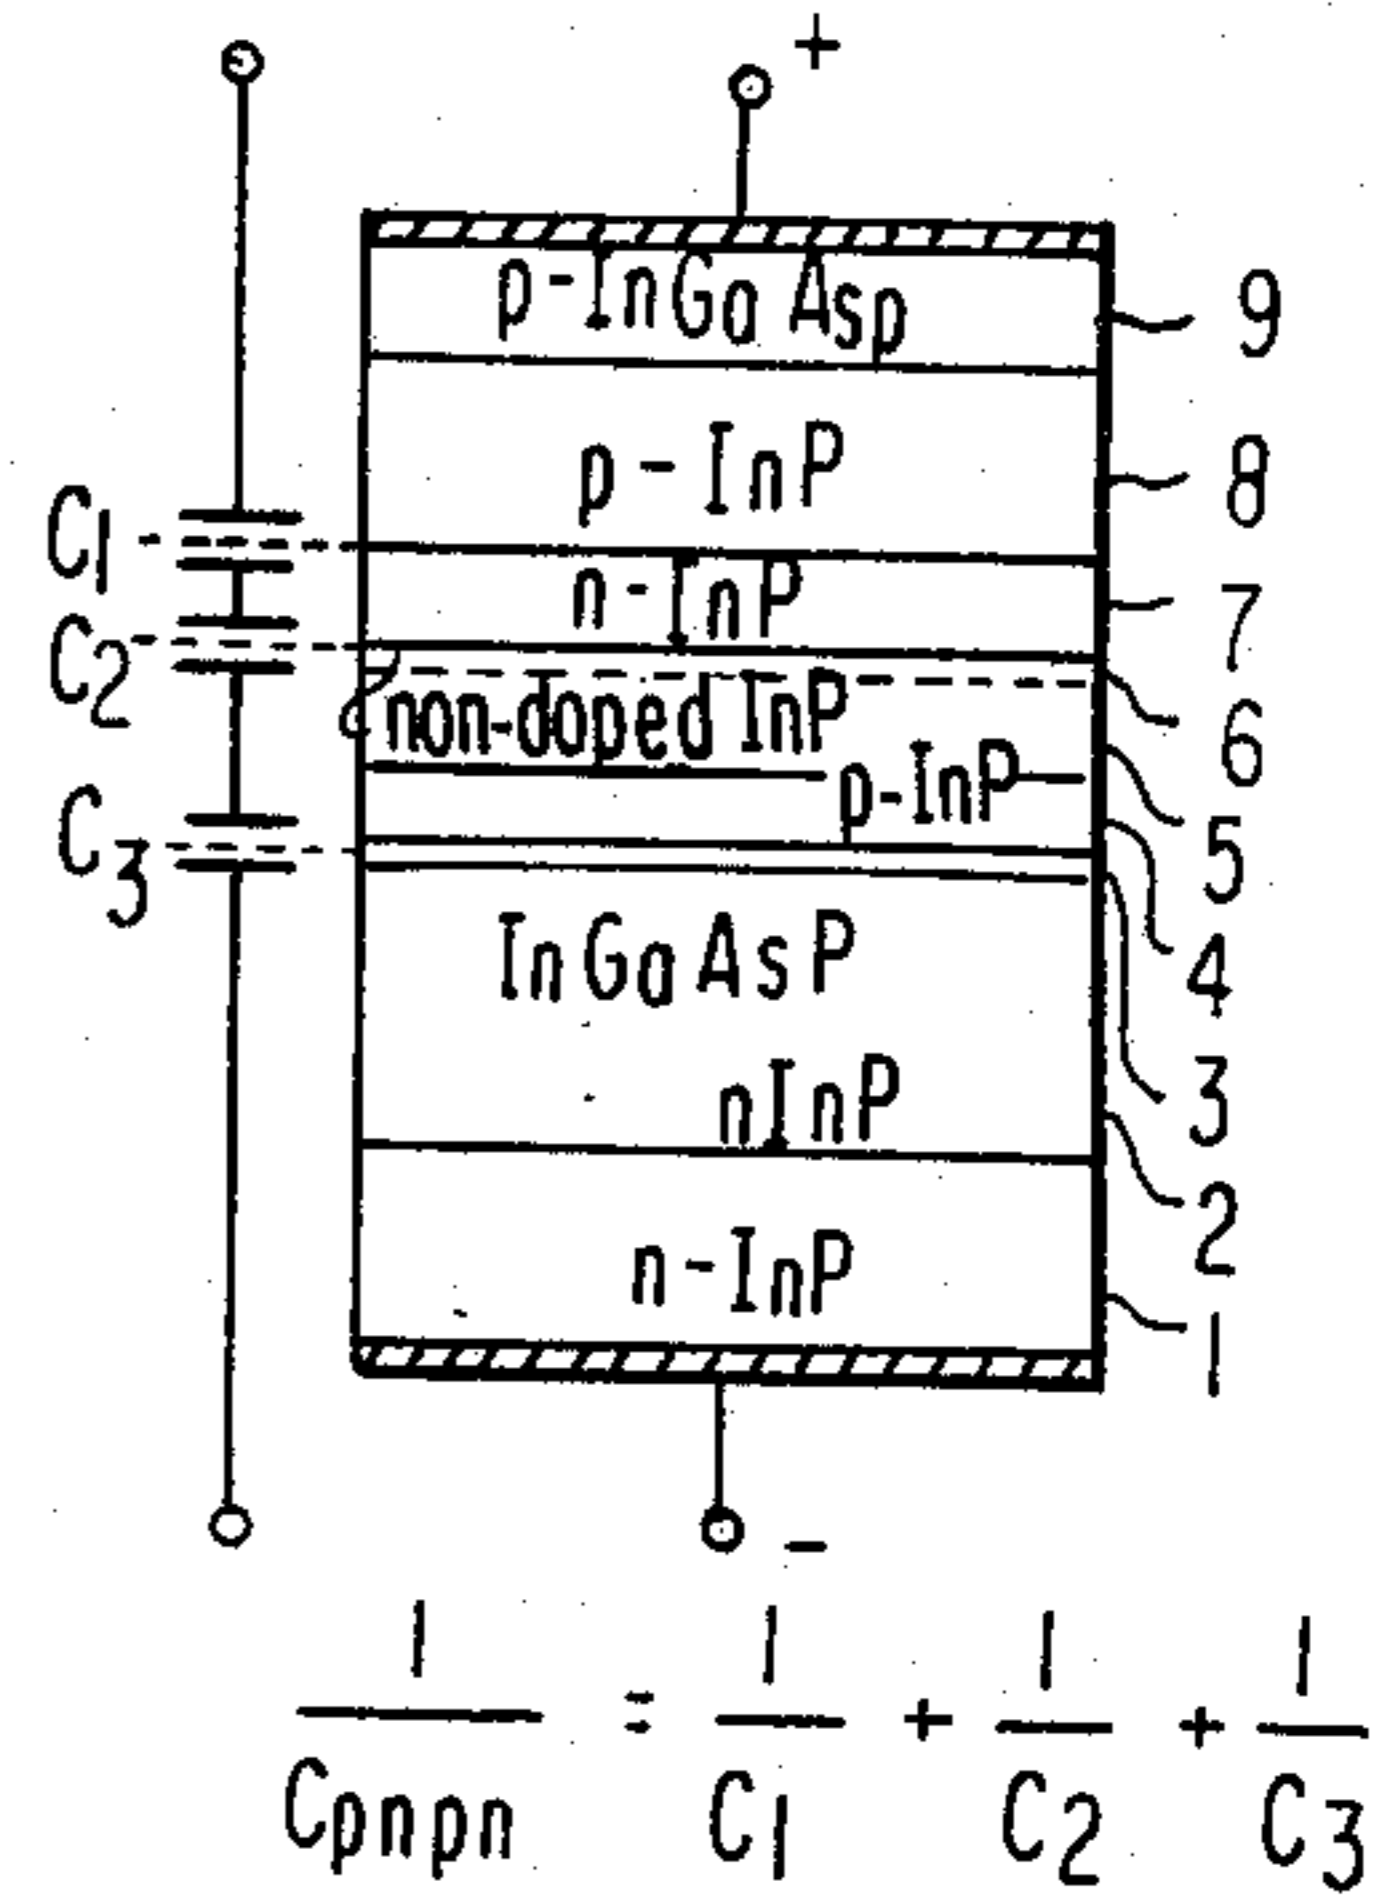 +
p-InGaAsp 9
p-InP 8
C1 n-InP 7
C2 non-doped InP 6
p-InP 5
C3 4
InGaAsP 3
nInP 2
n-InP 1
-
1/Cpnpn = 1/C1 + 1/C2 + 1/C3